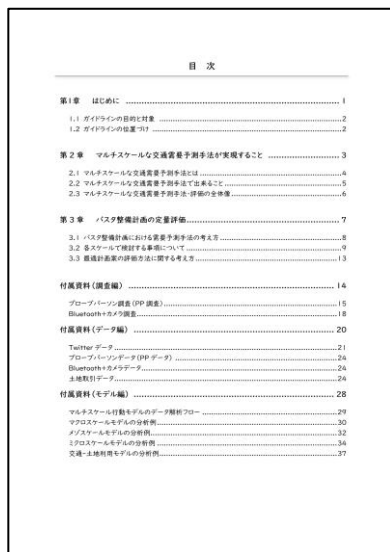 目 次
第1章 はじめに ........ 1
1.1 ガイドラインの目的と対象 ........ 2
1.2 ガイドラインの位置づけ ........ 2
第2章 マルチスケールな交通需要予測手法が実現すること ........ 3
2.1 マルチスケールな交通需要予測手法とは ........ 4
2.2 マルチスケールな交通需要予測手法で出来ること ........ 5
2.3 マルチスケールな交通需要予測手法-評価の全体像 ........ 6
第3章 バスタ整備計画の定量評価 ........ 7
3.1 バスタ整備計画における需要予測手法の考え方 ........ 8
3.2 各スケールで検討する事項について ........ 9
3.3 最適計画案の評価方法に関する考え方 ........ 13
付属資料(調査編) ........ 14
プローブパーソン調査(PP 調査) ........ 15
Bluetooth+カメラ調査 ........ 18
付属資料(データ編) ........ 20
Twitter データ ........ 21
プローブパーソンデータ(PP データ) ........ 24
Bluetooth+カメラデータ ........ 24
土地取引データ ........ 24
付属資料(モデル編) ........ 28
マルチスケール行動モデルのデータ解析フロー ........ 29
マクロスケールモデルの分析例 ........ 30
メゾスケールモデルの分析例 ........ 32
ミクロスケールモデルの分析例 ........ 34
交通-土地利用モデルの分析例 ........ 37